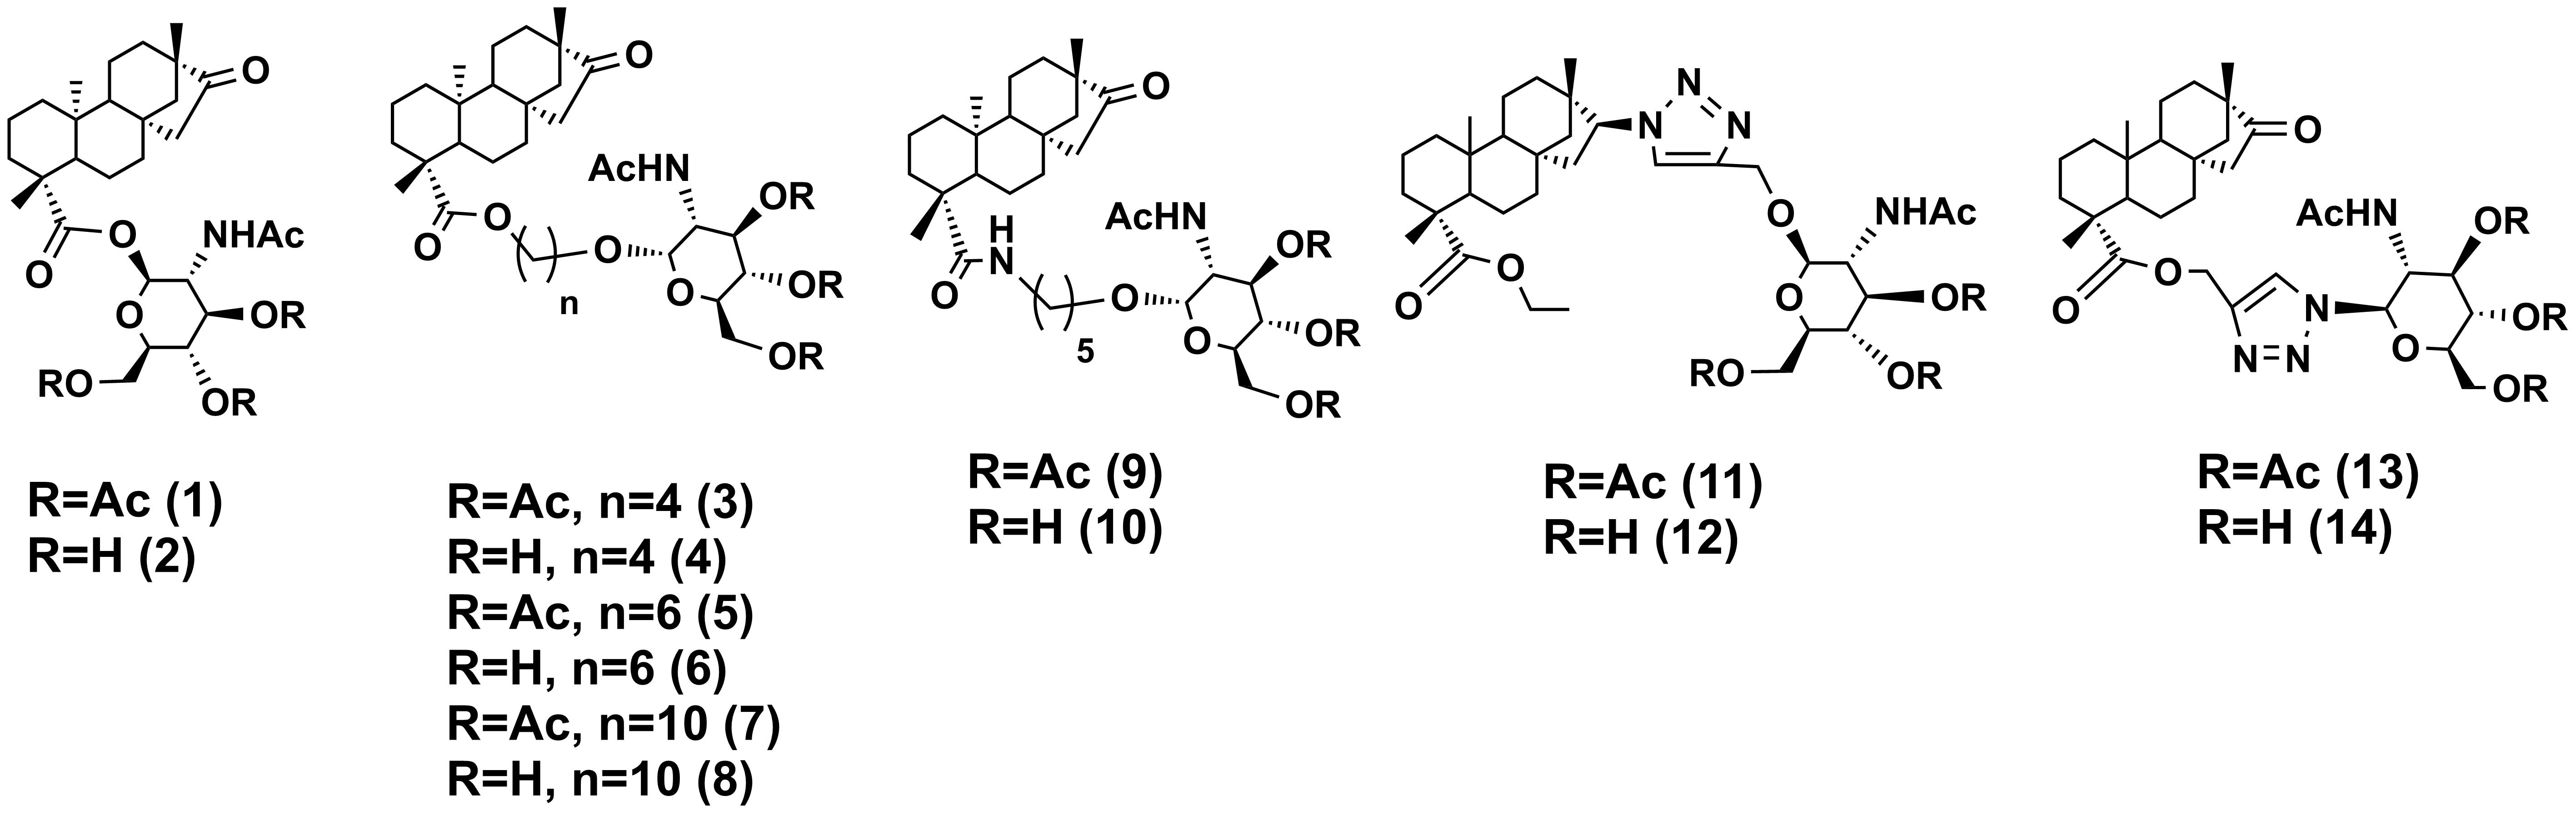 O
O
O
NHAc
O
OR
RO
OR
O
O
O
n
O
AcHN
OR
O
OR
OR
O
O
H
N
5
O
AcHN
OR
O
OR
OR
N
N
N
O
O
O
NHAc
O
OR
RO
OR
O
O
O
N
N=N
AcHN
OR
O
OR
OR
R=Ac (1)
R=H (2)
R=Ac, n=4 (3)
R=H, n=4 (4)
R=Ac, n=6 (5)
R=H, n=6 (6)
R=Ac, n=10 (7)
R=H, n=10 (8)
R=Ac (9)
R=H (10)
R=Ac (11)
R=H (12)
R=Ac (13)
R=H (14)